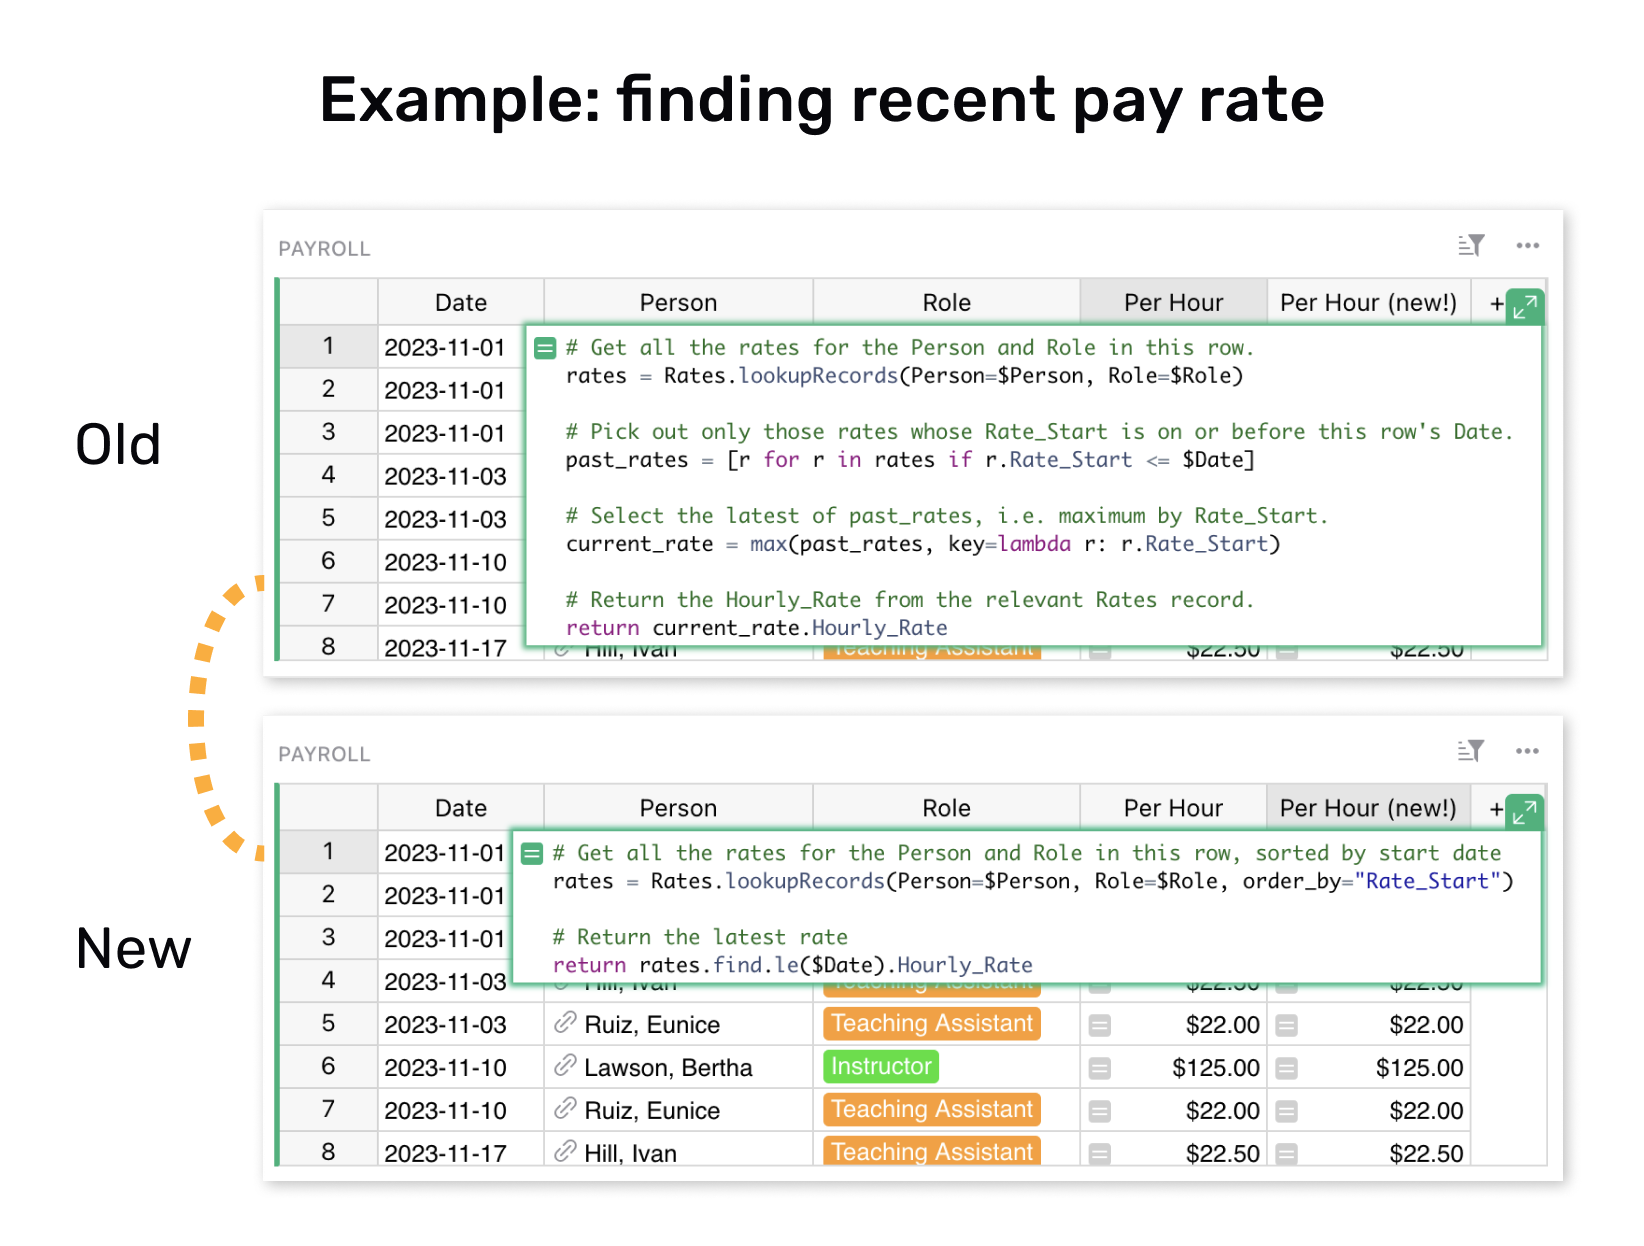 Example: finding recent pay rate
Old
PAYROLL
Date Person Role Per Hour Per Hour (new!) +
1 2023-11-01
2 2023-11-01
3 2023-11-01
4 2023-11-03
5 2023-11-03
6 2023-11-10
7 2023-11-10
8 2023-11-17 Hill, Ivan Teaching Assistant $22.50 $22.50
# Get all the rates for the Person and Role in this row.
rates = Rates.lookupRecords(Person=$Person, Role=$Role)
# Pick out only those rates whose Rate_Start is on or before this row's Date.
past_rates = [r for r in rates if r.Rate_Start <= $Date]
# Select the latest of past_rates, i.e. maximum by Rate_Start.
current_rate = max(past_rates, key=lambda r: r.Rate_Start)
# Return the Hourly_Rate from the relevant Rates record.
return current_rate.Hourly_Rate
New
PAYROLL
Date Person Role Per Hour Per Hour (new!) +
1 2023-11-01
2 2023-11-01
3 2023-11-01
# Get all the rates for the Person and Role in this row, sorted by start date
rates = Rates.lookupRecords(Person=$Person, Role=$Role, order_by="Rate_Start")
# Return the latest rate
return rates.find.le($Date).Hourly_Rate
4 2023-11-03 Hill, Ivan Teaching Assistant $22.50 $22.50
5 2023-11-03 Ruiz, Eunice Teaching Assistant $22.00 $22.00
6 2023-11-10 Lawson, Bertha Instructor $125.00 $125.00
7 2023-11-10 Ruiz, Eunice Teaching Assistant $22.00 $22.00
8 2023-11-17 Hill, Ivan Teaching Assistant $22.50 $22.50